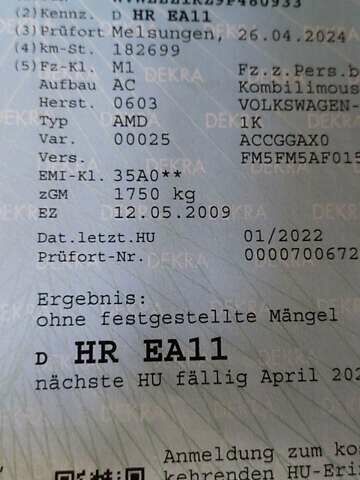 (2) Kennz. D HR EA11
(3) Prüfort Melsungen, 26.04.2024
(4) km-St. 182699
(5) Fz-Kl. M1 Fz.z.Pers.b
Aufbau AC Kombilimous
Herst. 0603 VOLKSWAGEN-
Typ AMD 1K
Var. 00025 ACCGGAX0
Vers. FM5FM5AF015
EMI-Kl. 35A0**
zGM 1750 kg
EZ 12.05.2009
Dat.letzt.HU 01/2022
Prüfort-Nr. 0000700672
Ergebnis:
ohne festgestellte Mängel
D HR EA11
nächste HU fällig April 202
Anmeldung zum ko
kehrenden HU-Eri